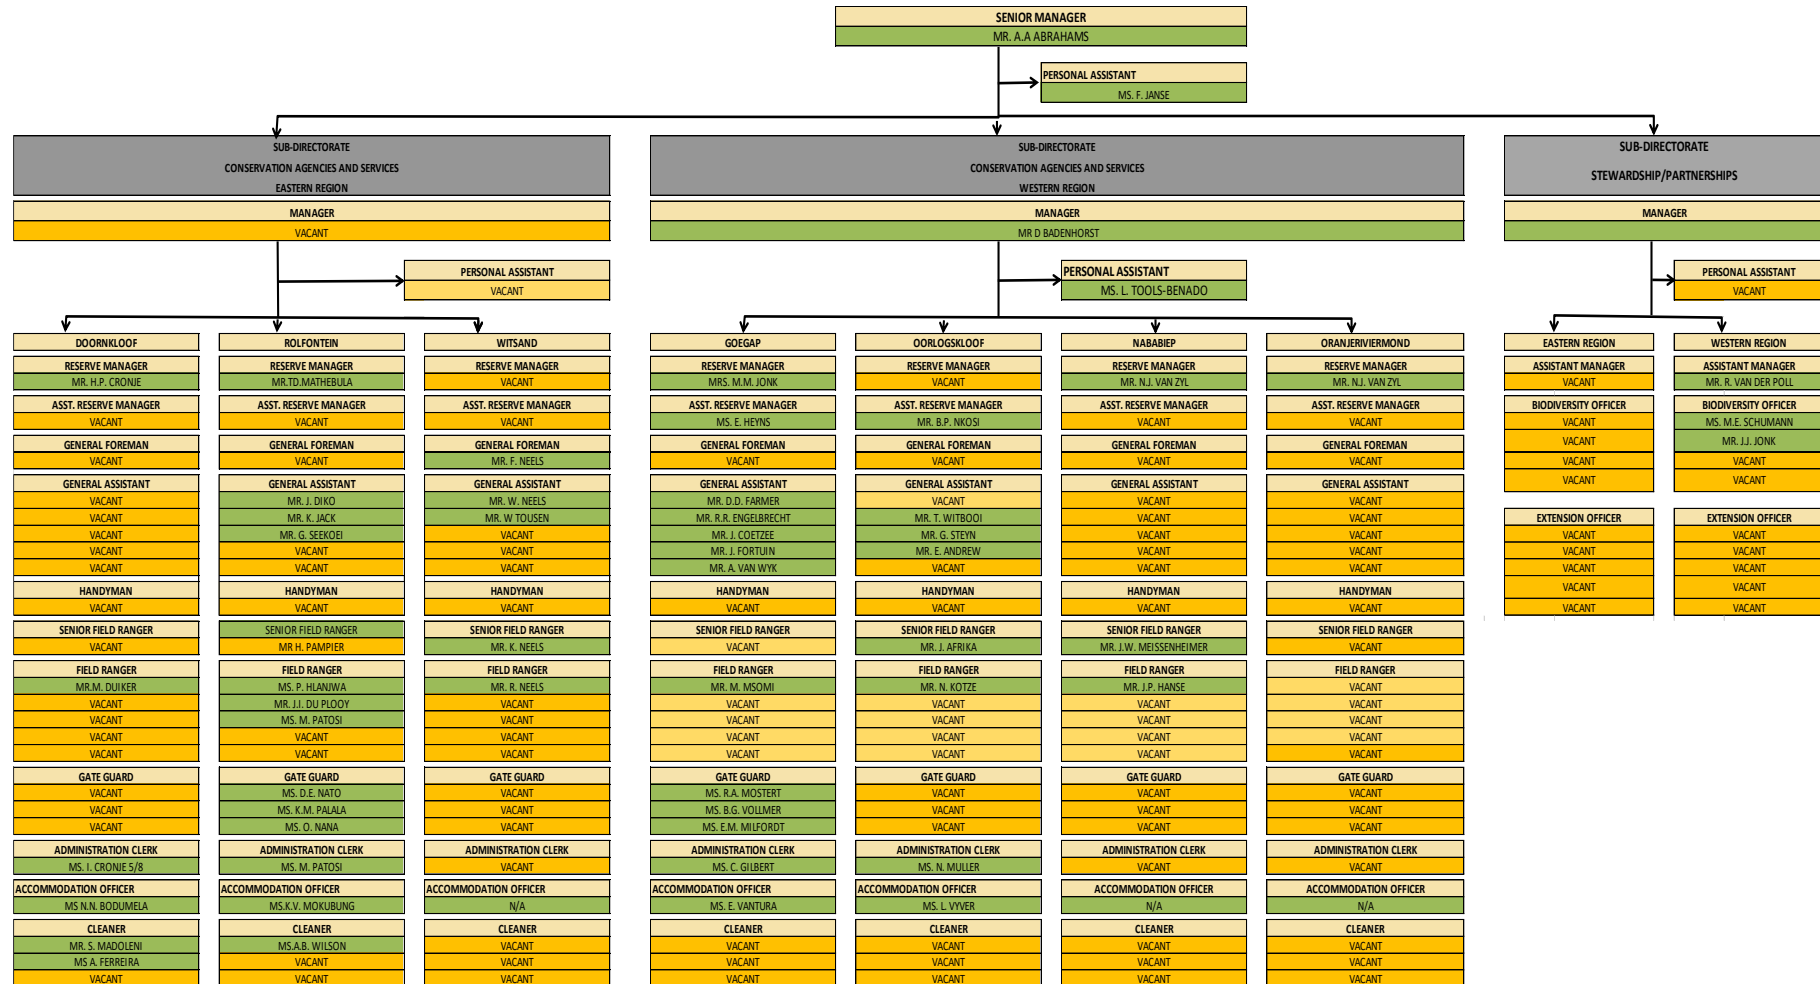 SENIOR MANAGER
MR. A.A ABRAHAMS
PERSONAL ASSISTANT
MS. F. JANSE
SUB-DIRECTORATE
CONSERVATION AGENCIES AND SERVICES
EASTERN REGION
MANAGER
VACANT
PERSONAL ASSISTANT
VACANT
DOORNKLOOF
RESERVE MANAGER
MR. H.P. CRONJE
ASST. RESERVE MANAGER
VACANT
GENERAL FOREMAN
VACANT
GENERAL ASSISTANT
VACANT
VACANT
VACANT
VACANT
VACANT
HANDYMAN
VACANT
SENIOR FIELD RANGER
VACANT
FIELD RANGER
MR.M. DUIKER
VACANT
VACANT
VACANT
VACANT
GATE GUARD
VACANT
VACANT
VACANT
ADMINISTRATION CLERK
MS. I. CRONJE 5/8
ACCOMMODATION OFFICER
MS N.N. BODUMELA
CLEANER
MR. S. MADOLENI
MS A. FERREIRA
VACANT
ROLFONTEIN
RESERVE MANAGER
MR.TD.MATHEBULA
ASST. RESERVE MANAGER
VACANT
GENERAL FOREMAN
VACANT
GENERAL ASSISTANT
MR. J. DIKO
MR. K. JACK
MR. G. SEEKOEI
VACANT
VACANT
HANDYMAN
VACANT
SENIOR FIELD RANGER
MR H. PAMPIER
FIELD RANGER
MS. P. HLANJWA
MR. J.I. DU PLOOY
MS. M. PATOSI
VACANT
VACANT
GATE GUARD
MS. D.E. NATO
MS. K.M. PALALA
MS. O. NANA
ADMINISTRATION CLERK
MS. M. PATOSI
ACCOMMODATION OFFICER
MS.K.V. MOKUBUNG
CLEANER
MS.A.B. WILSON
VACANT
VACANT
WITSAND
RESERVE MANAGER
VACANT
ASST. RESERVE MANAGER
VACANT
GENERAL FOREMAN
MR. F. NEELS
GENERAL ASSISTANT
MR. W. NEELS
MR. W TOUSEN
VACANT
VACANT
VACANT
HANDYMAN
VACANT
SENIOR FIELD RANGER
MR. K. NEELS
FIELD RANGER
MR. R. NEELS
VACANT
VACANT
VACANT
VACANT
GATE GUARD
VACANT
VACANT
VACANT
ADMINISTRATION CLERK
VACANT
ACCOMMODATION OFFICER
N/A
CLEANER
VACANT
VACANT
VACANT
SUB-DIRECTORATE
CONSERVATION AGENCIES AND SERVICES
WESTERN REGION
MANAGER
MR D BADENHORST
PERSONAL ASSISTANT
MS. L. TOOLS-BENADO
GOEGAP
RESERVE MANAGER
MRS. M.M. JONK
ASST. RESERVE MANAGER
MS. E. HEYNS
GENERAL FOREMAN
VACANT
GENERAL ASSISTANT
MR. D.D. FARMER
MR. R.R. ENGELBRECHT
MR. J. COETZEE
MR. J. FORTUIN
MR. A. VAN WYK
HANDYMAN
VACANT
SENIOR FIELD RANGER
VACANT
FIELD RANGER
MR. M. MSOMI
VACANT
VACANT
VACANT
VACANT
GATE GUARD
MS. R.A. MOSTERT
MS. B.G. VOLLMER
MS. E.M. MILFORDT
ADMINISTRATION CLERK
MS. C. GILBERT
ACCOMMODATION OFFICER
MS. E. VANTURA
CLEANER
VACANT
VACANT
VACANT
OORLOGSKLOOF
RESERVE MANAGER
VACANT
ASST. RESERVE MANAGER
MR. B.P. NKOSI
GENERAL FOREMAN
VACANT
GENERAL ASSISTANT
VACANT
MR. T. WITBOOI
MR. G. STEYN
MR. E. ANDREW
VACANT
HANDYMAN
VACANT
SENIOR FIELD RANGER
MR. J. AFRIKA
FIELD RANGER
MR. N. KOTZE
VACANT
VACANT
VACANT
VACANT
GATE GUARD
VACANT
VACANT
VACANT
ADMINISTRATION CLERK
MS. N. MULLER
ACCOMMODATION OFFICER
MS. L. VYVER
CLEANER
VACANT
VACANT
VACANT
NABABIEP
RESERVE MANAGER
MR. N.J. VAN ZYL
ASST. RESERVE MANAGER
VACANT
GENERAL FOREMAN
VACANT
GENERAL ASSISTANT
VACANT
VACANT
VACANT
VACANT
VACANT
HANDYMAN
VACANT
SENIOR FIELD RANGER
MR. J.W. MEISSENHEIMER
FIELD RANGER
MR. J.P. HANSE
VACANT
VACANT
VACANT
VACANT
GATE GUARD
VACANT
VACANT
VACANT
ADMINISTRATION CLERK
VACANT
ACCOMMODATION OFFICER
N/A
CLEANER
VACANT
VACANT
VACANT
ORANJERIVIERMOND
RESERVE MANAGER
MR. N.J. VAN ZYL
ASST. RESERVE MANAGER
VACANT
GENERAL FOREMAN
VACANT
GENERAL ASSISTANT
VACANT
VACANT
VACANT
VACANT
VACANT
HANDYMAN
VACANT
SENIOR FIELD RANGER
VACANT
FIELD RANGER
VACANT
VACANT
VACANT
VACANT
VACANT
GATE GUARD
VACANT
VACANT
VACANT
ADMINISTRATION CLERK
VACANT
ACCOMMODATION OFFICER
N/A
CLEANER
VACANT
VACANT
VACANT
SUB-DIRECTORATE
STEWARDSHIP/PARTNERSHIPS
MANAGER
PERSONAL ASSISTANT
VACANT
EASTERN REGION
ASSISTANT MANAGER
VACANT
BIODIVERSITY OFFICER
VACANT
VACANT
VACANT
VACANT
EXTENSION OFFICER
VACANT
VACANT
VACANT
VACANT
VACANT
WESTERN REGION
ASSISTANT MANAGER
MR. R. VAN DER POLL
BIODIVERSITY OFFICER
MS. M.E. SCHUMANN
MR. J.J. JONK
VACANT
VACANT
EXTENSION OFFICER
VACANT
VACANT
VACANT
VACANT
VACANT